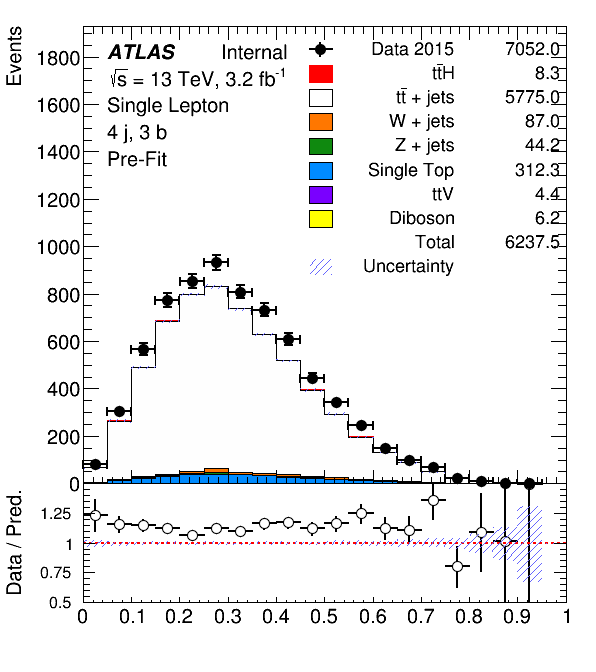 Events
1800
1600
1400
1200
1000
800
600
400
200
0
ATLAS Internal
√s = 13 TeV, 3.2 fb⁻¹
Single Lepton
4 j, 3 b
Pre-Fit
Data 2015 7052.0
tt̄H 8.3
tt̄ + jets 5775.0
W + jets 87.0
Z + jets 44.2
Single Top 312.3
ttV 4.4
Diboson 6.2
Total 6237.5
Uncertainty
Data / Pred.
1.25
1
0.75
0.5
0 0.1 0.2 0.3 0.4 0.5 0.6 0.7 0.8 0.9 1